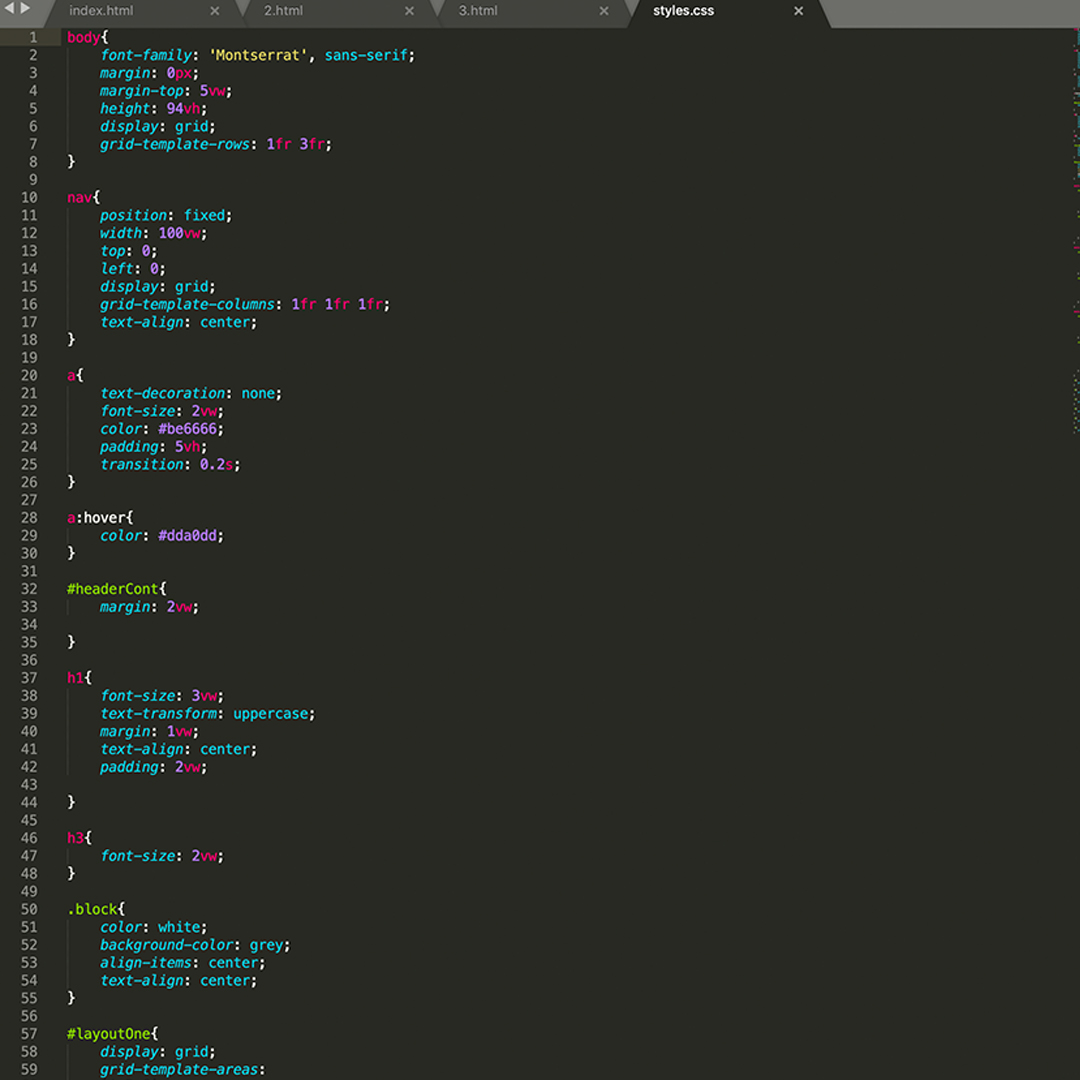 index.html × 2.html × 3.html × styles.css ×
1 body{
2 font-family: 'Montserrat', sans-serif;
3 margin: 0px;
4 margin-top: 5vw;
5 height: 94vh;
6 display: grid;
7 grid-template-rows: 1fr 3fr;
8 }
9
10 nav{
11 position: fixed;
12 width: 100vw;
13 top: 0;
14 left: 0;
15 display: grid;
16 grid-template-columns: 1fr 1fr 1fr;
17 text-align: center;
18 }
19
20 a{
21 text-decoration: none;
22 font-size: 2vw;
23 color: #be6666;
24 padding: 5vh;
25 transition: 0.2s;
26 }
27
28 a:hover{
29 color: #dda0dd;
30 }
31
32 #headerCont{
33 margin: 2vw;
34
35 }
36
37 h1{
38 font-size: 3vw;
39 text-transform: uppercase;
40 margin: 1vw;
41 text-align: center;
42 padding: 2vw;
43
44 }
45
46 h3{
47 font-size: 2vw;
48 }
49
50 .block{
51 color: white;
52 background-color: grey;
53 align-items: center;
54 text-align: center;
55 }
56
57 #layoutOne{
58 display: grid;
59 grid-template-areas: